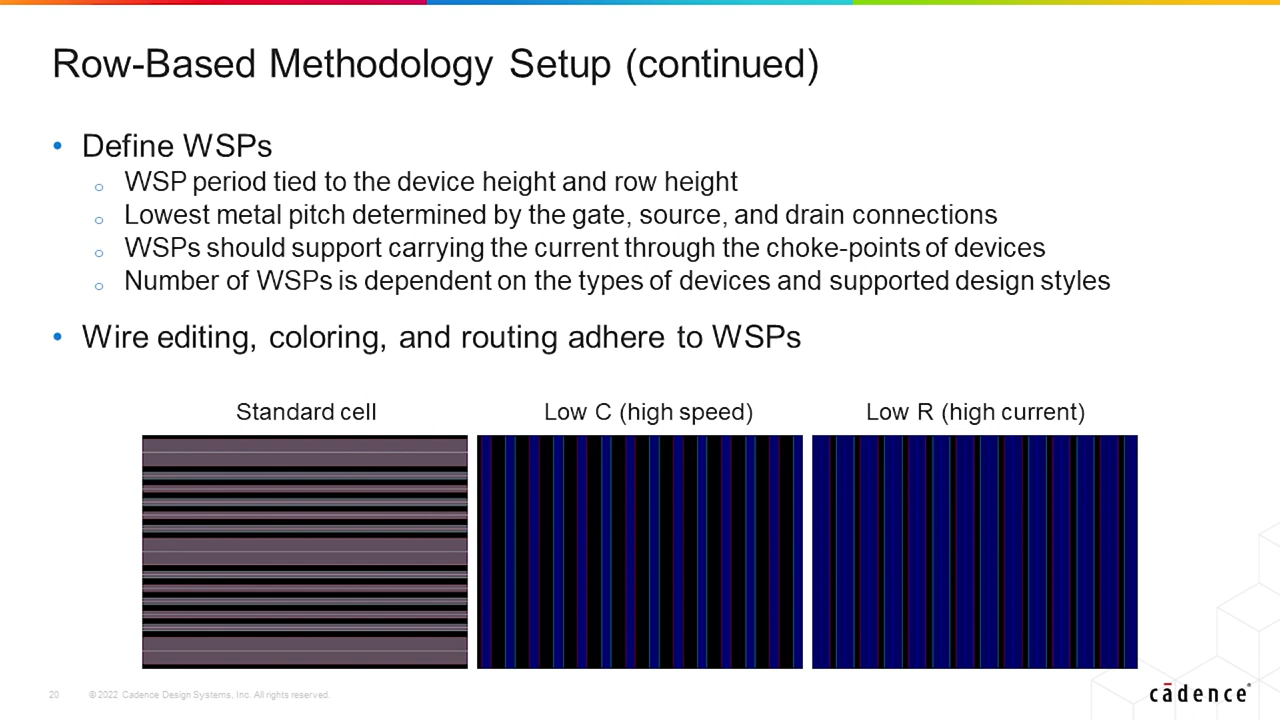 Row-Based Methodology Setup (continued)
• Define WSPs
o WSP period tied to the device height and row height
o Lowest metal pitch determined by the gate, source, and drain connections
o WSPs should support carrying the current through the choke-points of devices
o Number of WSPs is dependent on the types of devices and supported design styles
• Wire editing, coloring, and routing adhere to WSPs
Standard cell Low C (high speed) Low R (high current)
20 © 2022 Cadence Design Systems, Inc. All rights reserved.
cādence®